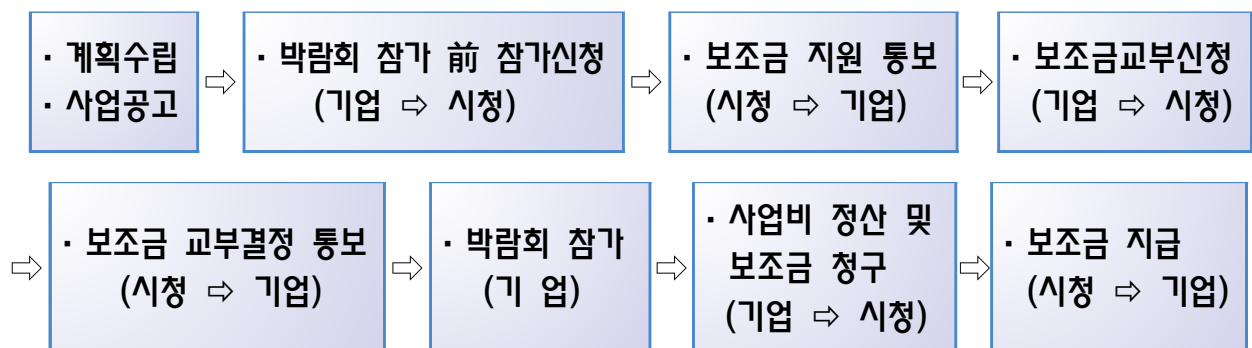 · 계획수립
· 사업공고
⇨
· 박람회 참가 前 참가신청
(기업 ⇨ 시청)
⇨
· 보조금 지원 통보
(시청 ⇨ 기업)
⇨
· 보조금교부신청
(기업 ⇨ 시청)
⇨
· 보조금 교부결정 통보
(시청 ⇨ 기업)
⇨
· 박람회 참가
(기 업)
⇨
· 사업비 정산 및
보조금 청구
(기업 ⇨ 시청)
⇨
· 보조금 지급
(시청 ⇨ 기업)